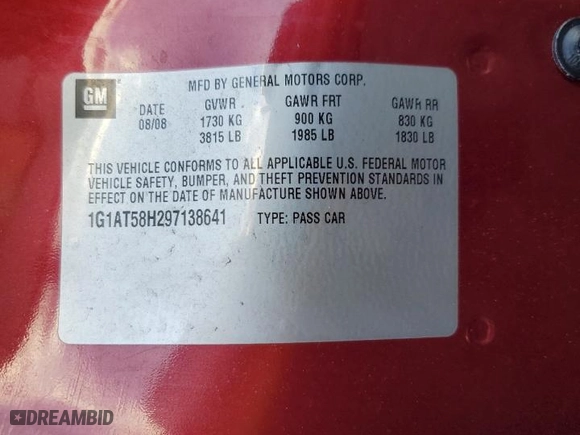 GM
MFD BY GENERAL MOTORS CORP.
DATE GVWR GAWR FRT GAWR RR
08/08 1730 KG 900 KG 830 KG
3815 LB 1985 LB 1830 LB
THIS VEHICLE CONFORMS TO ALL APPLICABLE U.S. FEDERAL MOTOR
VEHICLE SAFETY, BUMPER, AND THEFT PREVENTION STANDARDS IN
EFFECT ON THE DATE OF MANUFACTURE SHOWN ABOVE.
1G1AT58H297138641 TYPE: PASS CAR
DREAMBID